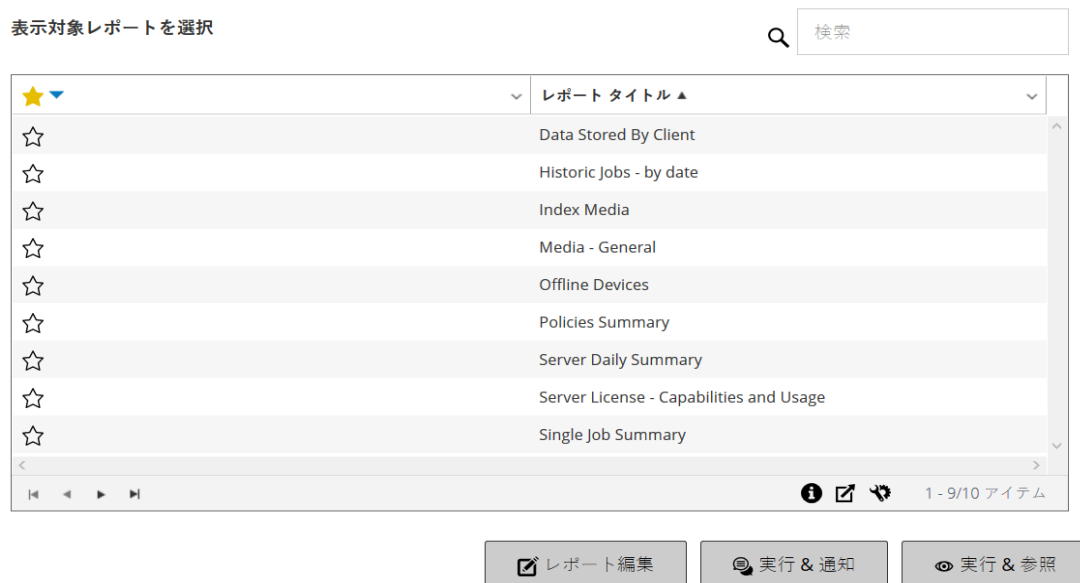 表示対象レポートを選択
検索
レポート タイトル ▲
Data Stored By Client
Historic Jobs - by date
Index Media
Media - General
Offline Devices
Policies Summary
Server Daily Summary
Server License - Capabilities and Usage
Single Job Summary
1 - 9/10 アイテム
レポート編集
実行 & 通知
実行 & 参照